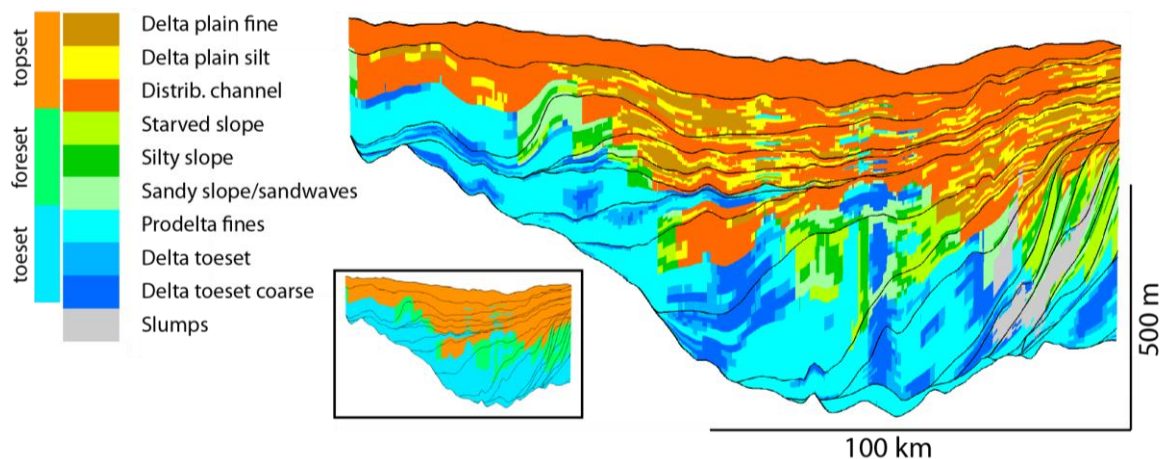 topset
foreset
toeset
Delta plain fine
Delta plain silt
Distrib. channel
Starved slope
Silty slope
Sandy slope/sandwaves
Prodelta fines
Delta toeset
Delta toeset coarse
Slumps
500 m
100 km